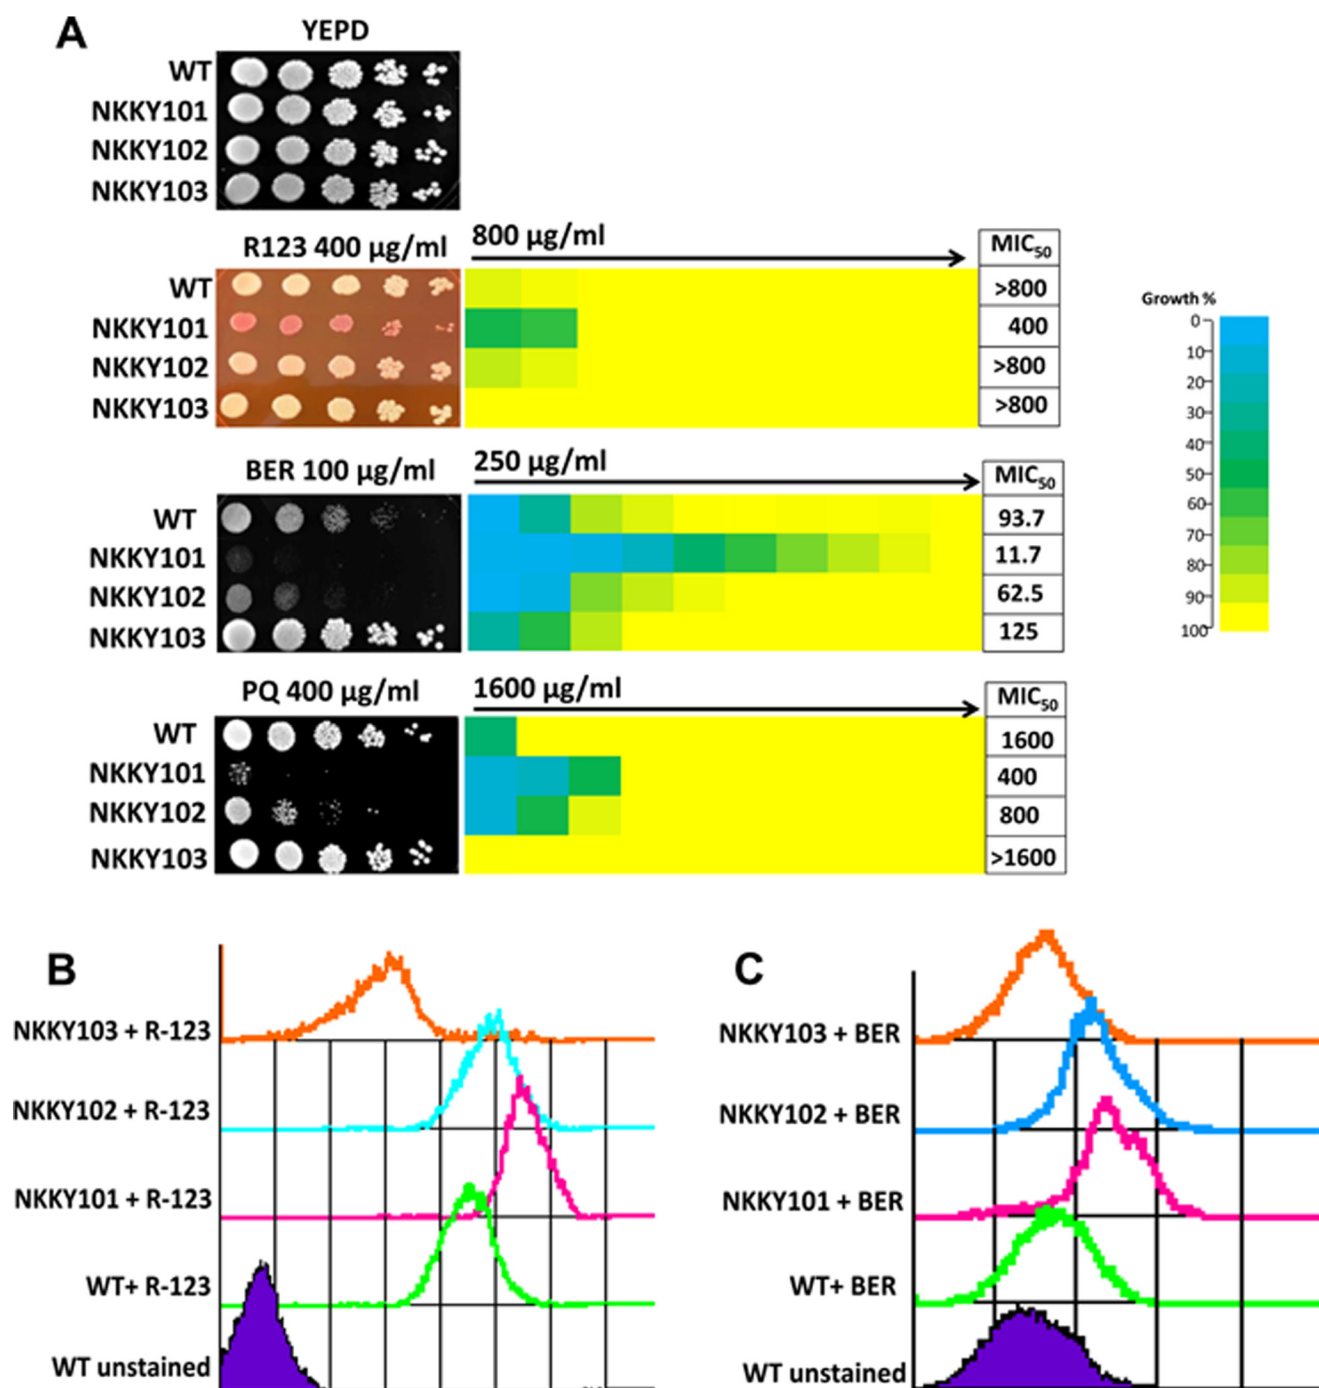 A
YEPD
WT
NKKY101
NKKY102
NKKY103
R123 400 µg/ml
800 µg/ml
MIC50
WT
>800
NKKY101
400
NKKY102
>800
NKKY103
>800
Growth %
0
10
20
30
40
50
60
70
80
90
100
BER 100 µg/ml
250 µg/ml
MIC50
WT
93.7
NKKY101
11.7
NKKY102
62.5
NKKY103
125
PQ 400 µg/ml
1600 µg/ml
MIC50
WT
1600
NKKY101
400
NKKY102
800
NKKY103
>1600
B
NKKY103 + R-123
NKKY102 + R-123
NKKY101 + R-123
WT+ R-123
WT unstained
C
NKKY103 + BER
NKKY102 + BER
NKKY101 + BER
WT+ BER
WT unstained